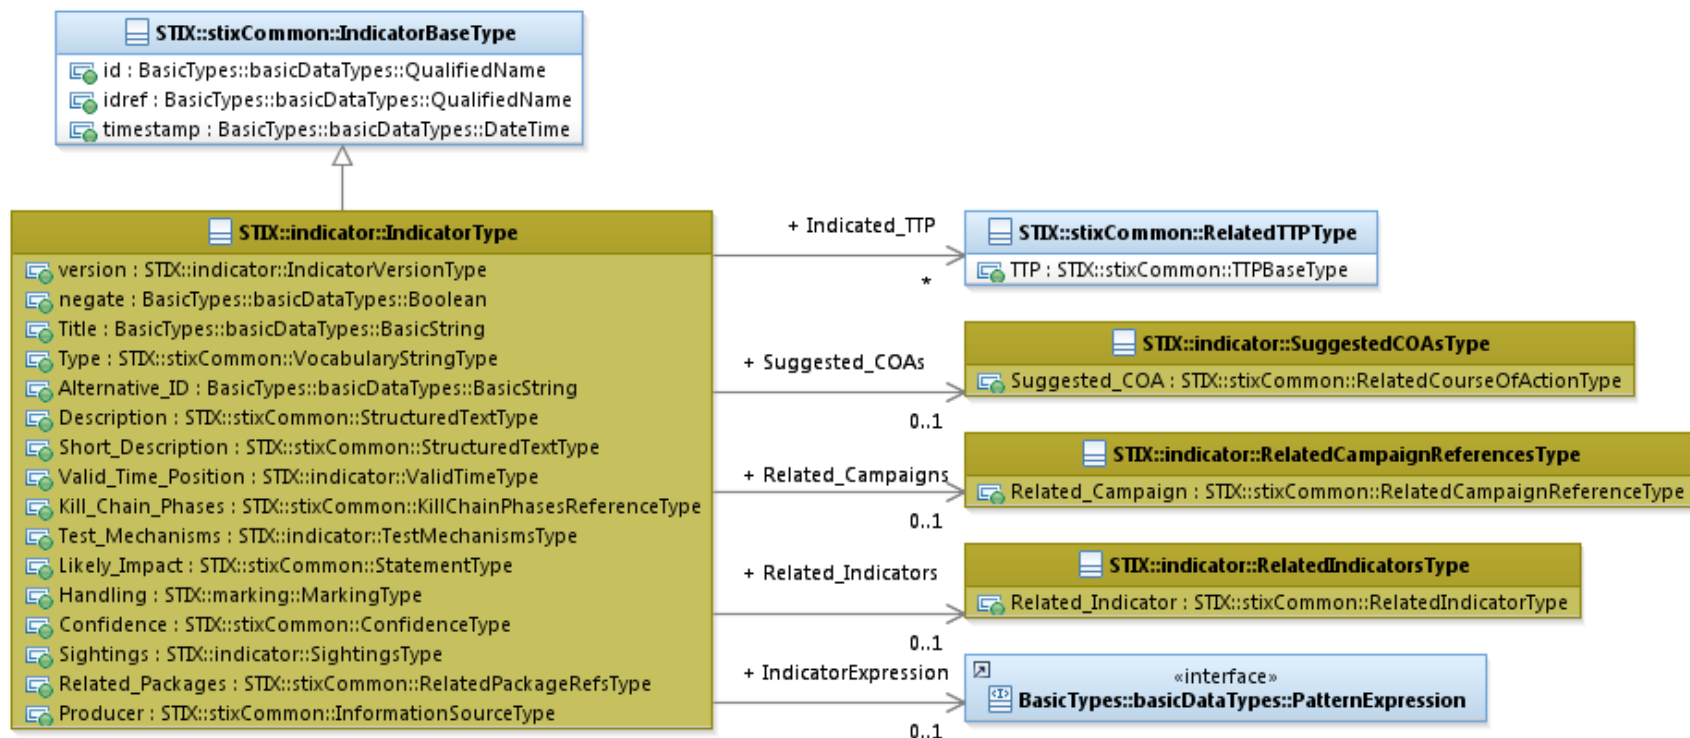 STIX::stixCommon::IndicatorBaseType
id : BasicTypes::basicDataTypes::QualifiedName
idref : BasicTypes::basicDataTypes::QualifiedName
timestamp : BasicTypes::basicDataTypes::DateTime
STIX::indicator::IndicatorType
version : STIX::indicator::IndicatorVersionType
negate : BasicTypes::basicDataTypes::Boolean
Title : BasicTypes::basicDataTypes::BasicString
Type : STIX::stixCommon::VocabularyStringType
Alternative_ID : BasicTypes::basicDataTypes::BasicString
Description : STIX::stixCommon::StructuredTextType
Short_Description : STIX::stixCommon::StructuredTextType
Valid_Time_Position : STIX::indicator::ValidTimeType
Kill_Chain_Phases : STIX::stixCommon::KillChainPhasesReferenceType
Test_Mechanisms : STIX::indicator::TestMechanismsType
Likely_Impact : STIX::stixCommon::StatementType
Handling : STIX::marking::MarkingType
Confidence : STIX::stixCommon::ConfidenceType
Sightings : STIX::indicator::SightingsType
Related_Packages : STIX::stixCommon::RelatedPackageRefsType
Producer : STIX::stixCommon::InformationSourceType
+ Indicated_TTP
*
STIX::stixCommon::RelatedTTPType
TTP : STIX::stixCommon::TTPBaseType
+ Suggested_COAs
0..1
STIX::indicator::SuggestedCOAsType
Suggested_COA : STIX::stixCommon::RelatedCourseOfActionType
+ Related_Campaigns
0..1
STIX::indicator::RelatedCampaignReferencesType
Related_Campaign : STIX::stixCommon::RelatedCampaignReferenceType
+ Related_Indicators
0..1
STIX::indicator::RelatedIndicatorsType
Related_Indicator : STIX::stixCommon::RelatedIndicatorType
+ IndicatorExpression
0..1
«interface»
BasicTypes::basicDataTypes::PatternExpression